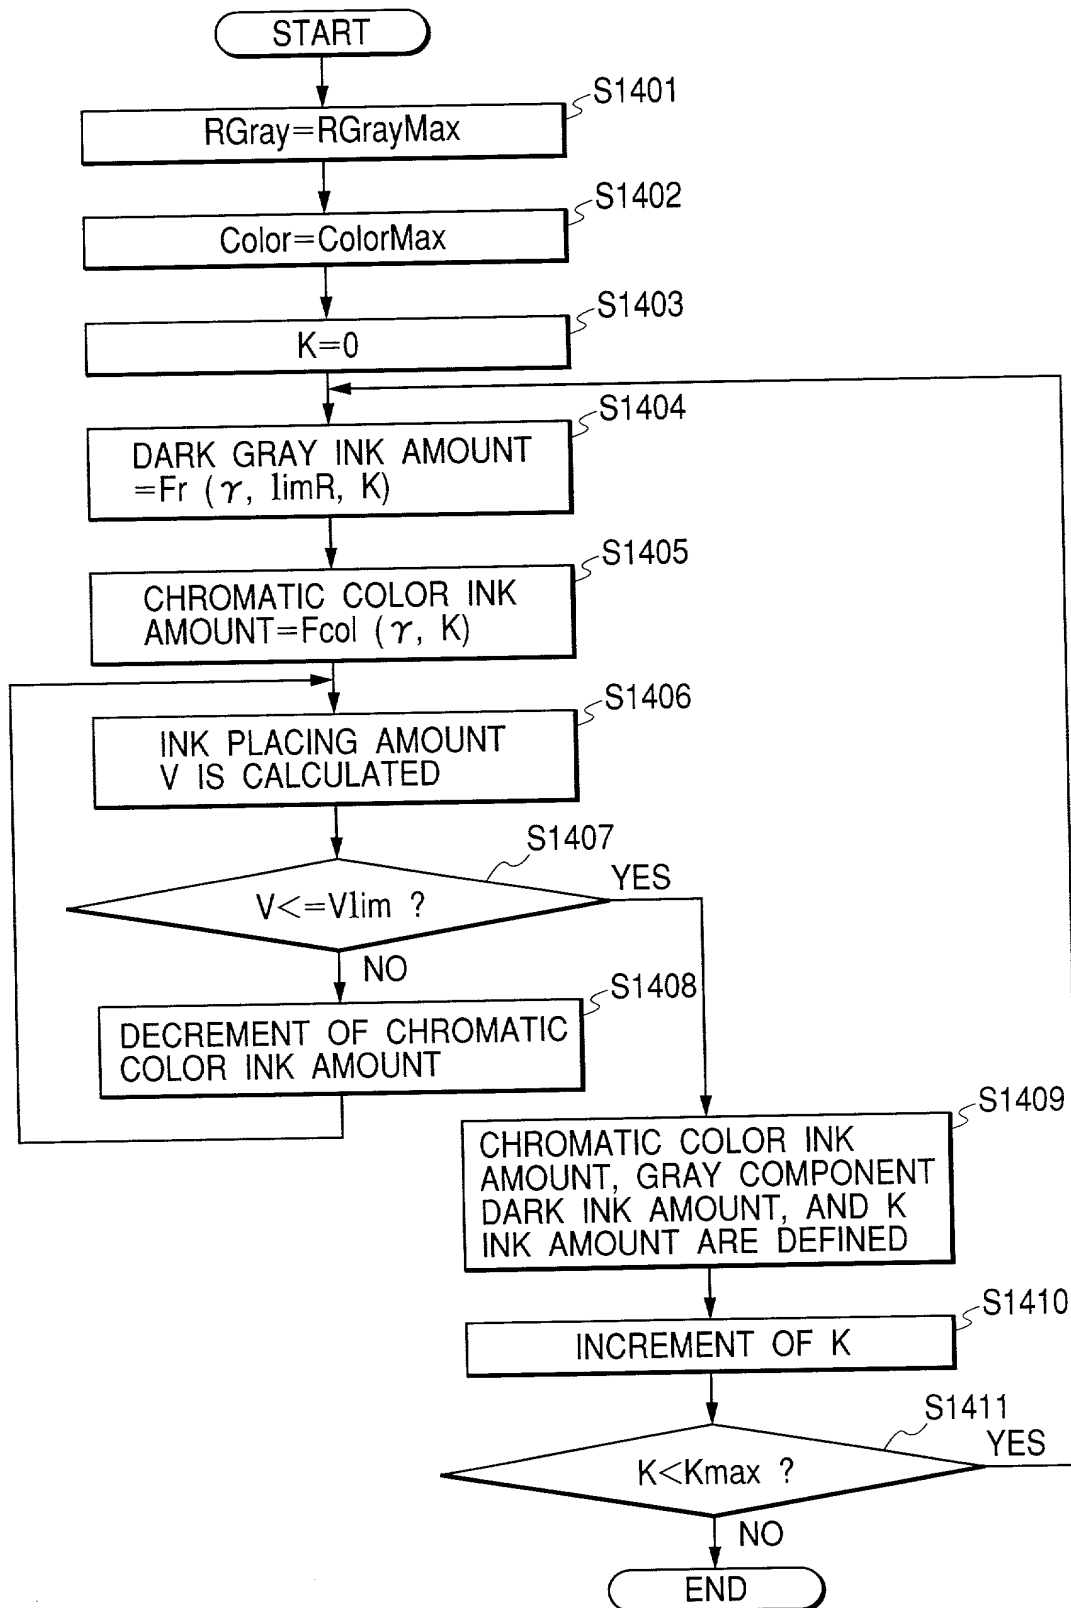 START
S1401
RGray=RGrayMax
S1402
Color=ColorMax
S1403
K=0
S1404
DARK GRAY INK AMOUNT
=Fr (γ, limR, K)
S1405
CHROMATIC COLOR INK
AMOUNT=Fcol (γ, K)
S1406
INK PLACING AMOUNT
V IS CALCULATED
S1407
V<=Vlim ?
YES
NO
S1408
DECREMENT OF CHROMATIC
COLOR INK AMOUNT
S1409
CHROMATIC COLOR INK
AMOUNT, GRAY COMPONENT
DARK INK AMOUNT, AND K
INK AMOUNT ARE DEFINED
S1410
INCREMENT OF K
S1411
K<Kmax ?
YES
NO
END